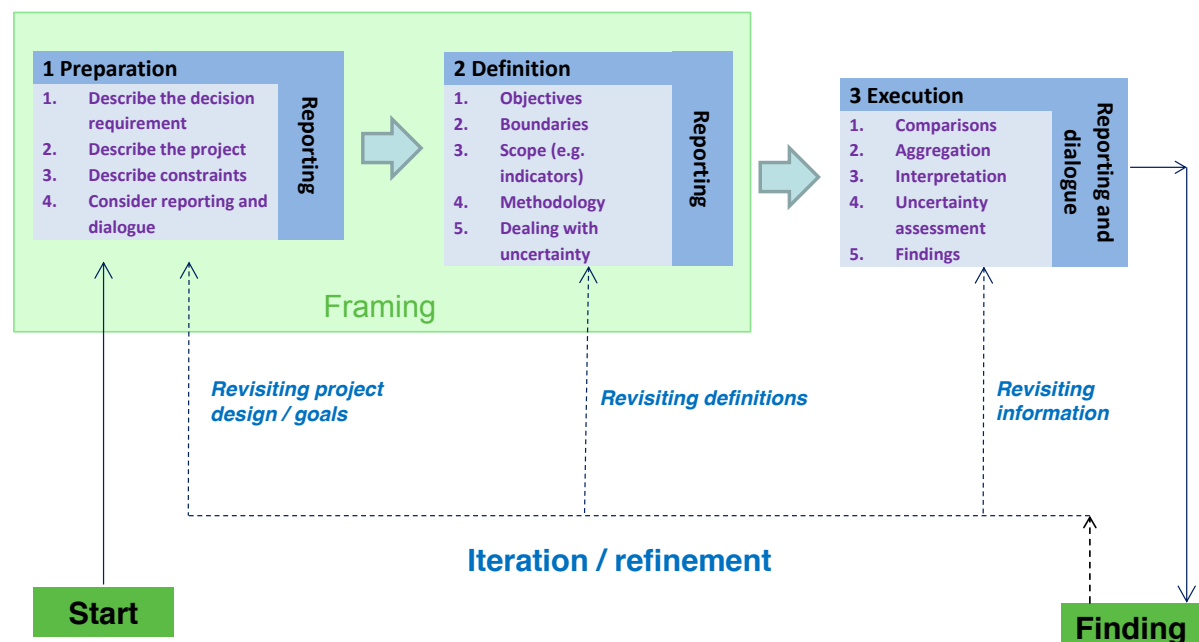 1 Preparation
1. Describe the decision
requirement
2. Describe the project
3. Describe constraints
4. Consider reporting and
dialogue
Reporting
2 Definition
1. Objectives
2. Boundaries
3. Scope (e.g.
indicators)
4. Methodology
5. Dealing with
uncertainty
Reporting
3 Execution
1. Comparisons
2. Aggregation
3. Interpretation
4. Uncertainty
assessment
5. Findings
Reporting and
dialogue
Framing
Revisiting project
design / goals
Revisiting definitions
Revisiting
information
Iteration / refinement
Start
Finding